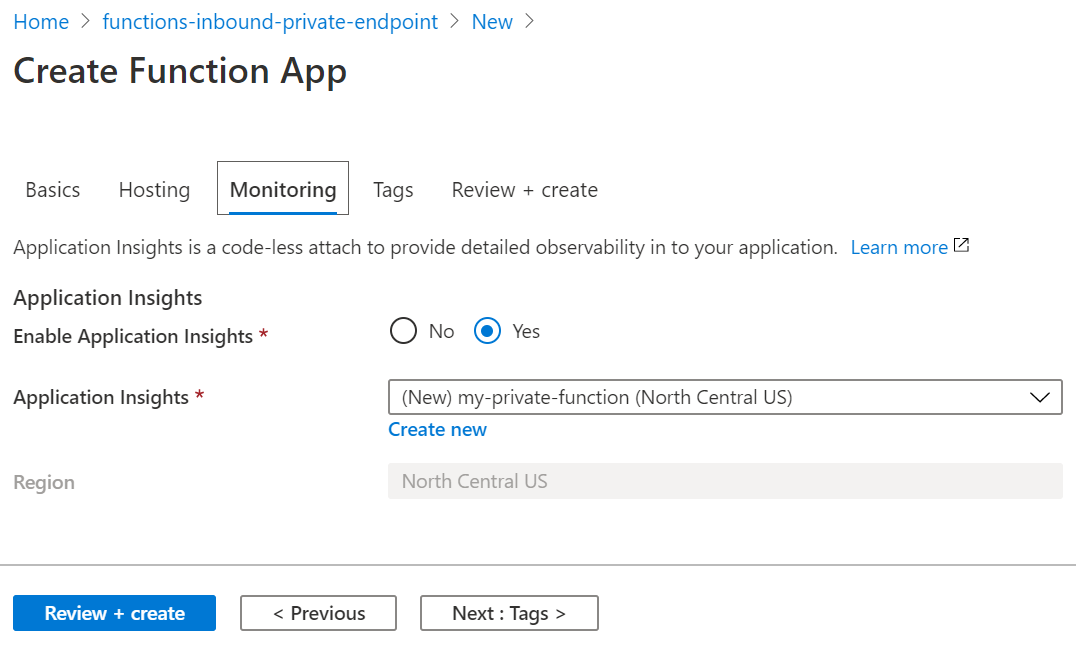 Home > functions-inbound-private-endpoint > New >
Create Function App
Basics Hosting Monitoring Tags Review + create
Application Insights is a code-less attach to provide detailed observability in to your application. Learn more
Application Insights
Enable Application Insights * No Yes
Application Insights * (New) my-private-function (North Central US)
Create new
Region North Central US
Review + create < Previous Next : Tags >